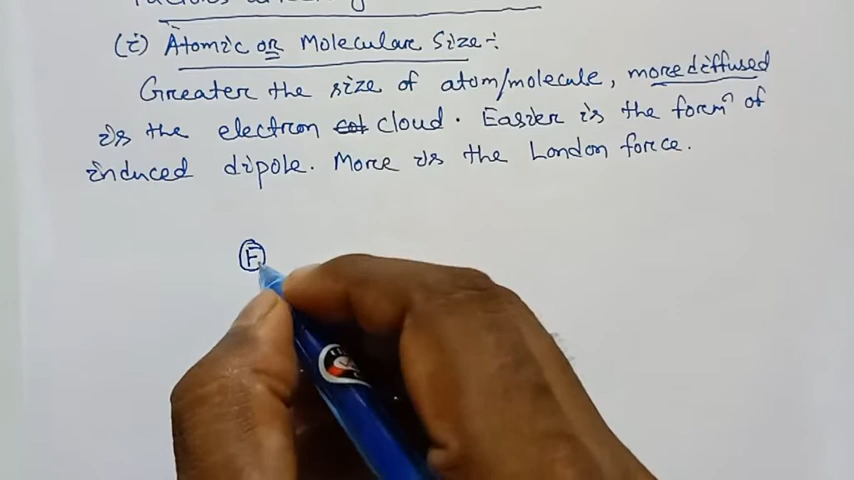 (i) Atomic or Molecular Size :
Greater the size of atom/molecule, more diffused
is the electron cloud. Easier is the formⁿ of
induced dipole. More is the London force.
F